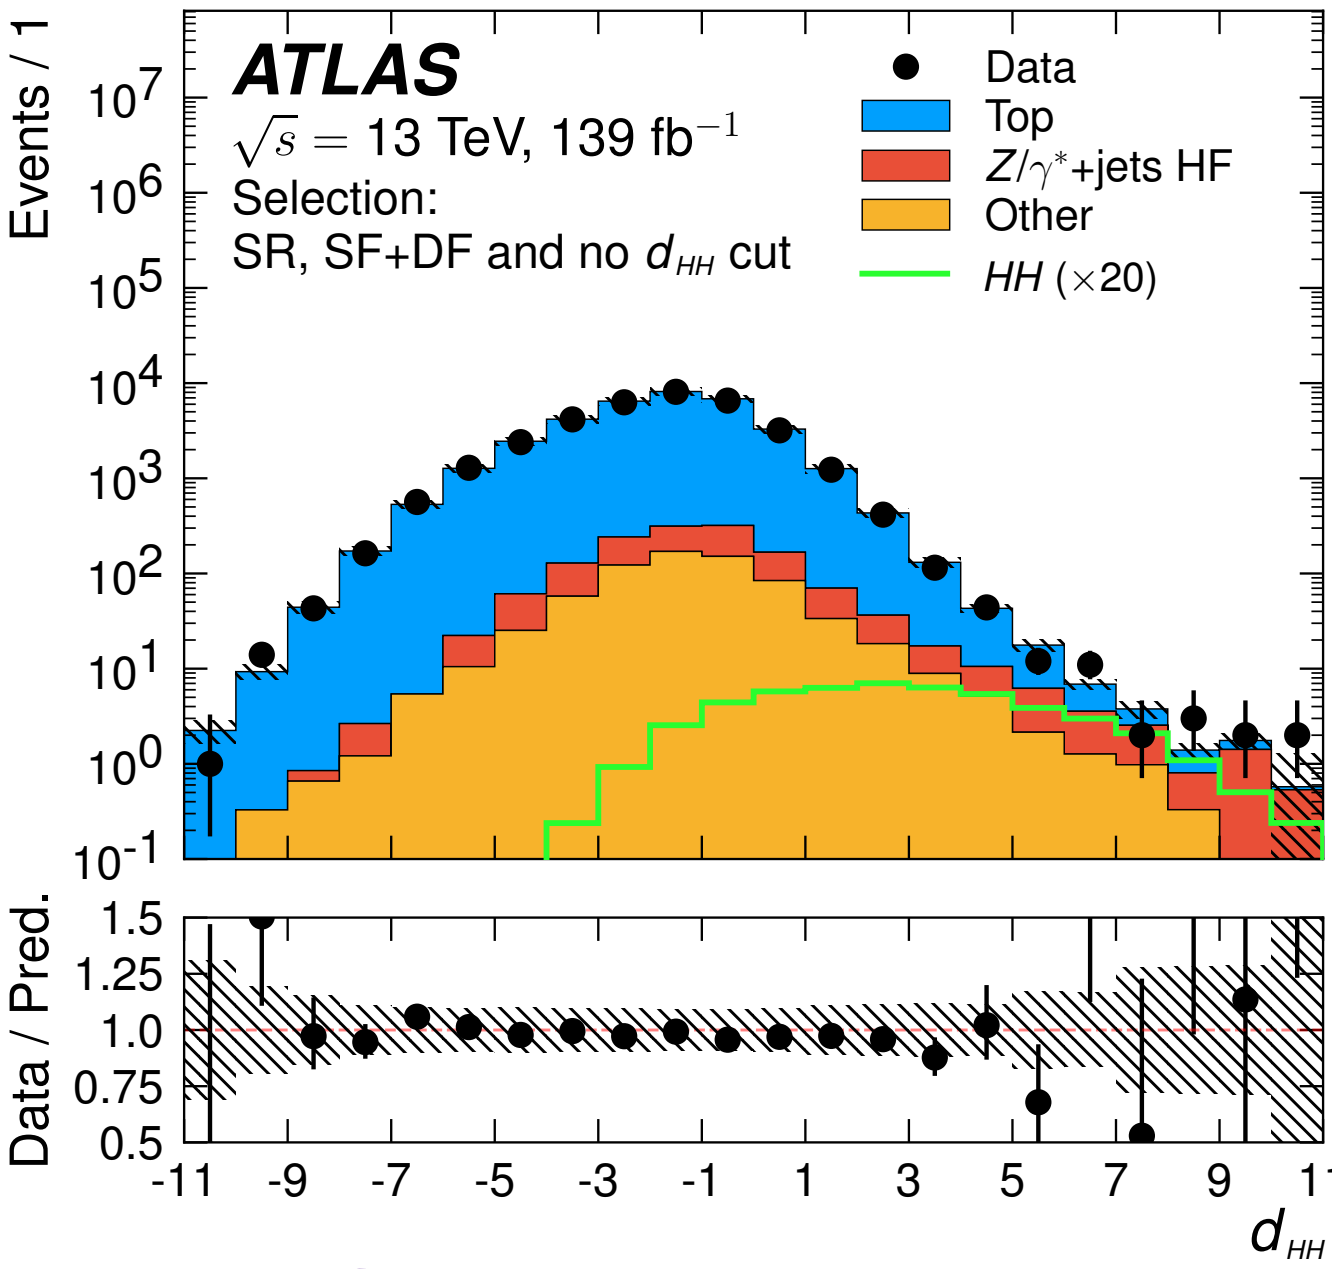 Events / 1
10⁷
10⁶
10⁵
10⁴
10³
10²
10¹
10⁰
10⁻¹
ATLAS
√s = 13 TeV, 139 fb⁻¹
Selection:
SR, SF+DF and no d_HH cut
Data
Top
Z/γ*+jets HF
Other
HH (×20)
Data / Pred.
1.5
1.25
1.0
0.75
0.5
-11 -9 -7 -5 -3 -1 1 3 5 7 9 11
d_HH